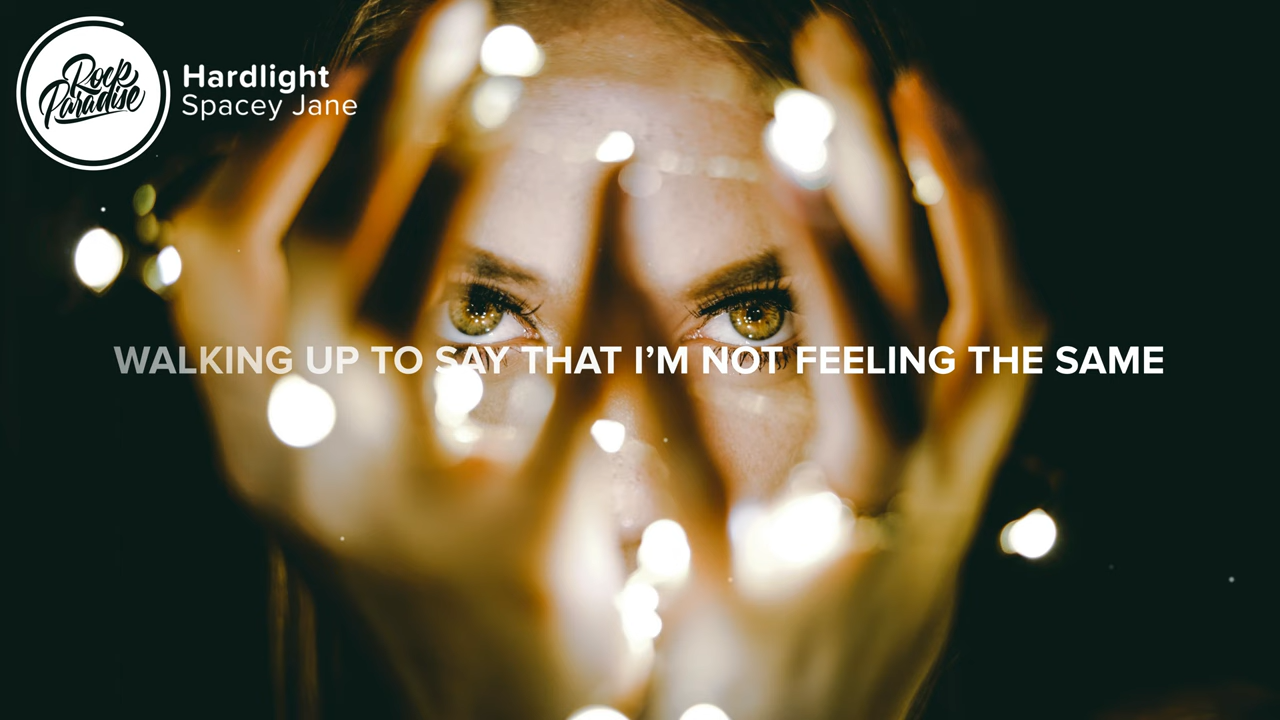 Rock
Paradise
Hardlight
Spacey Jane
WALKING UP TO SAY THAT I’M NOT FEELING THE SAME